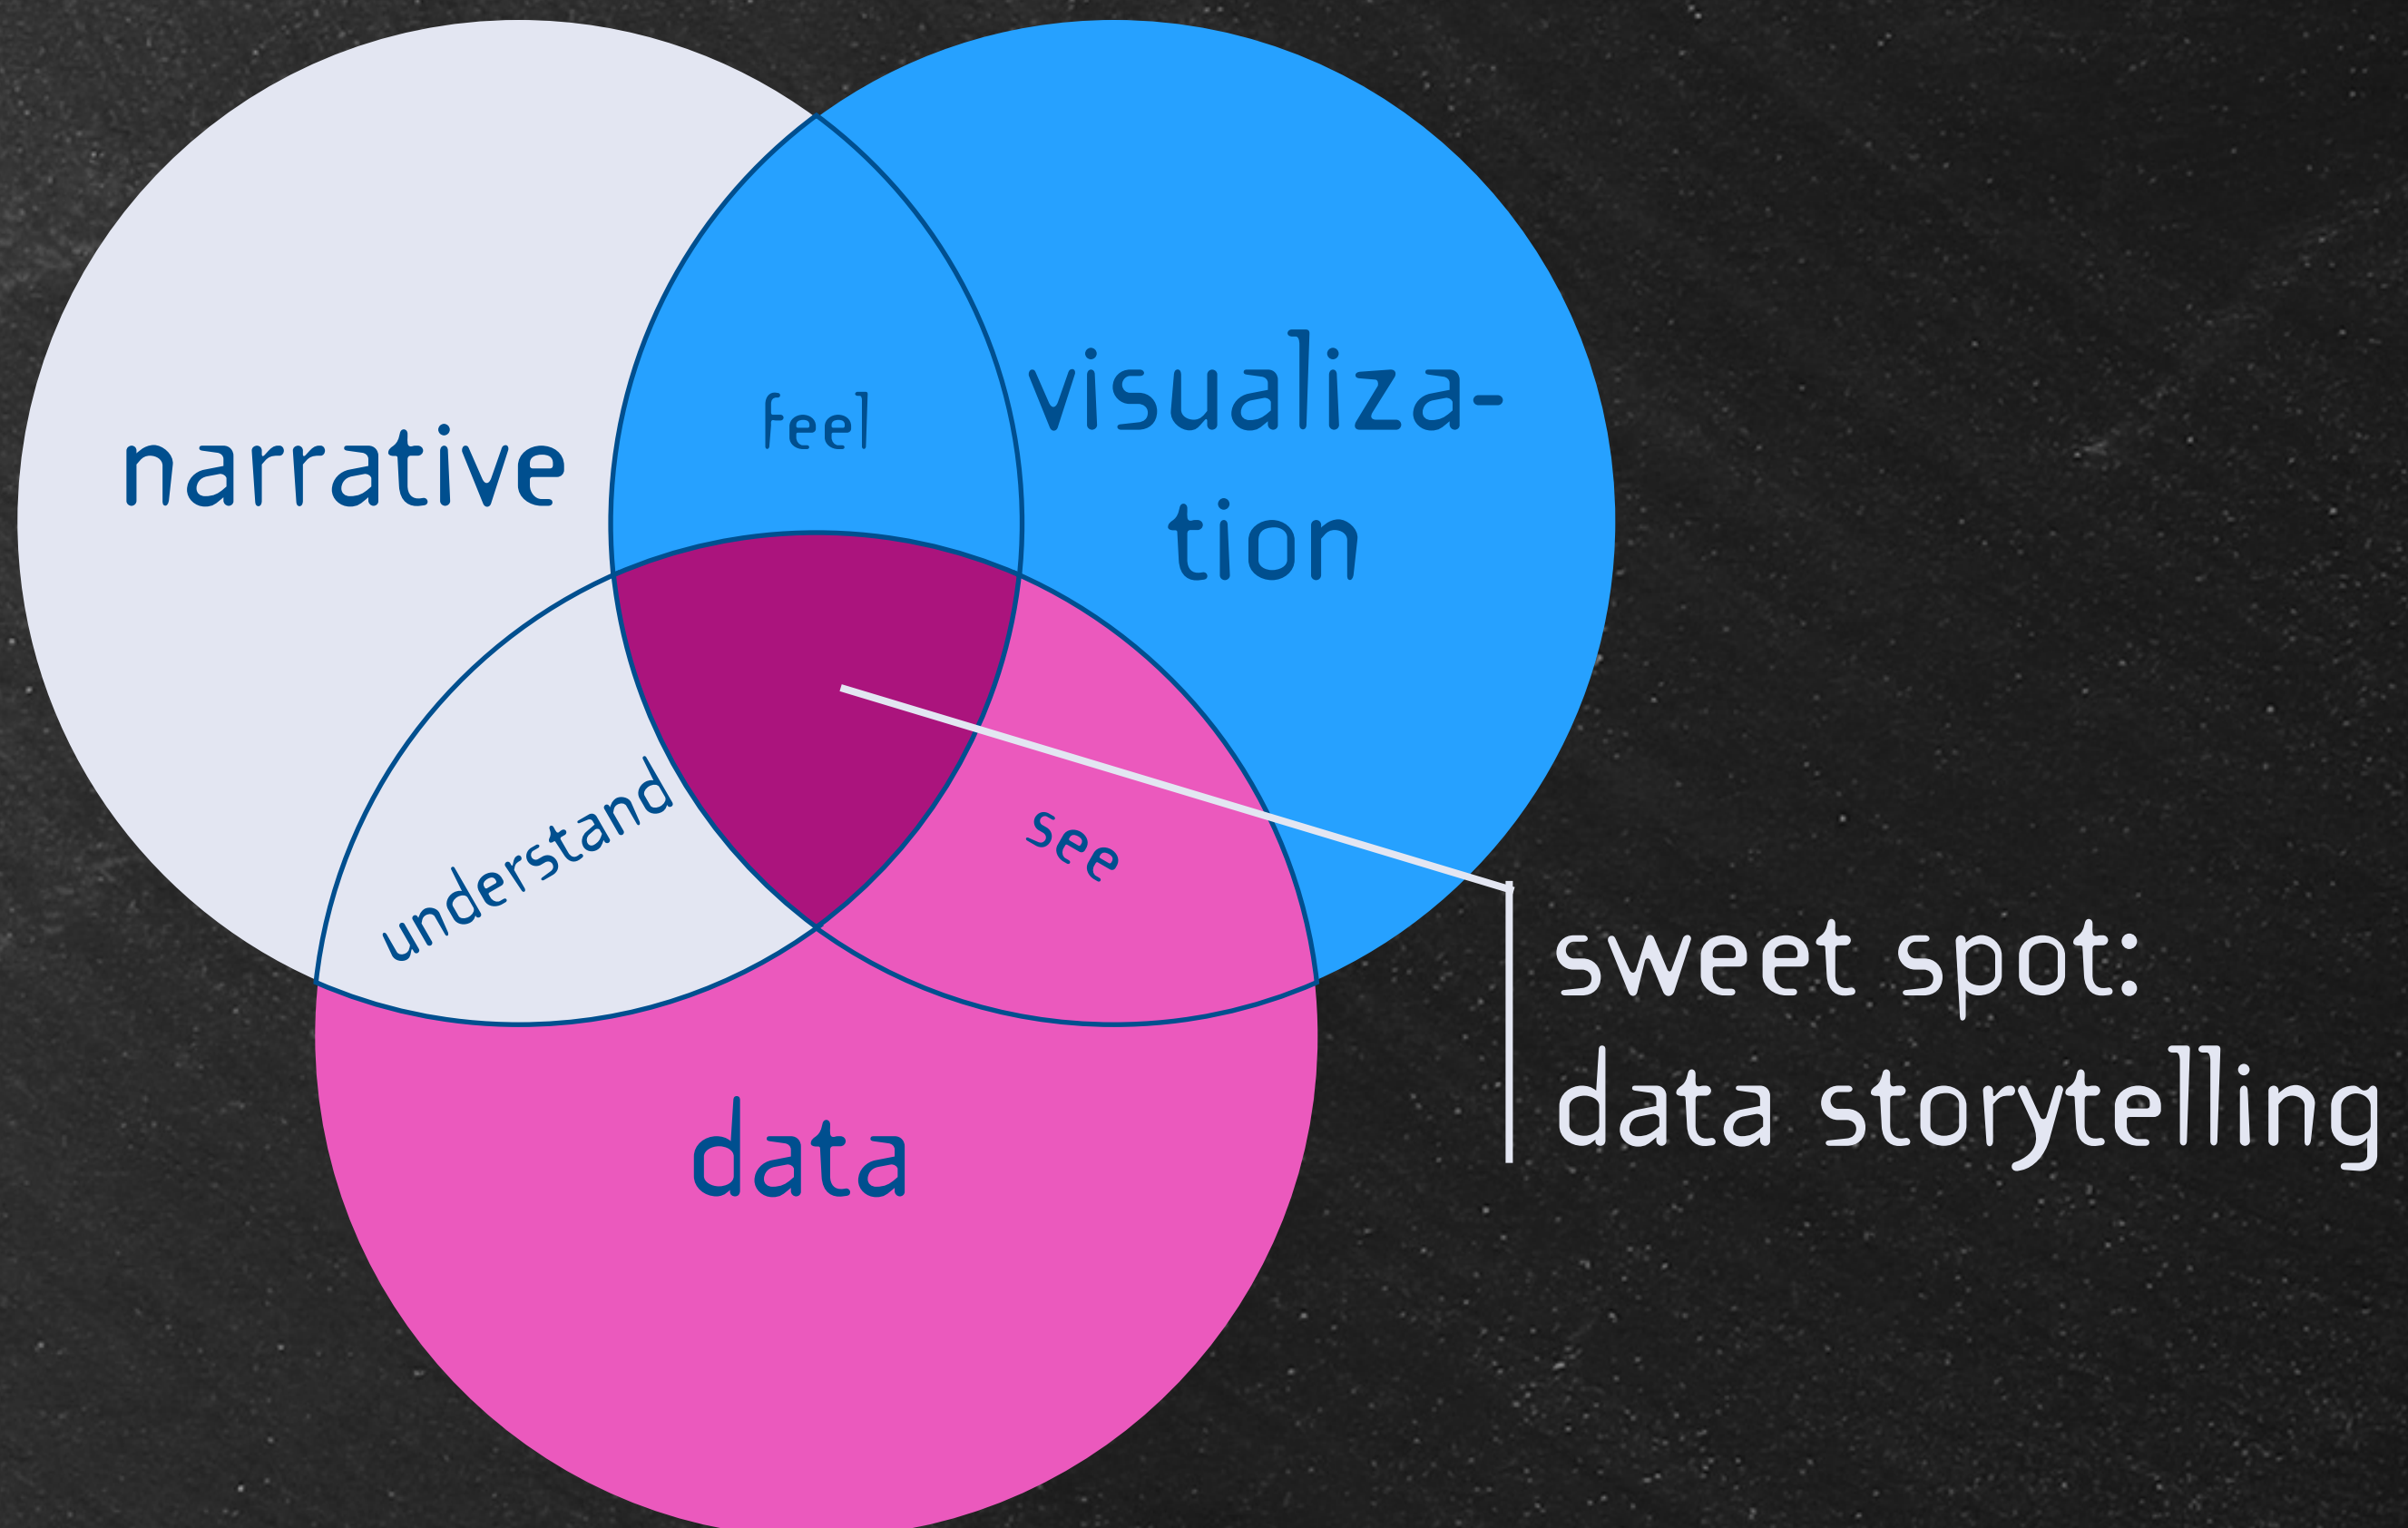 narrative
feel
visualiza-
tion
understand
see
data
sweet spot:
data storytelling